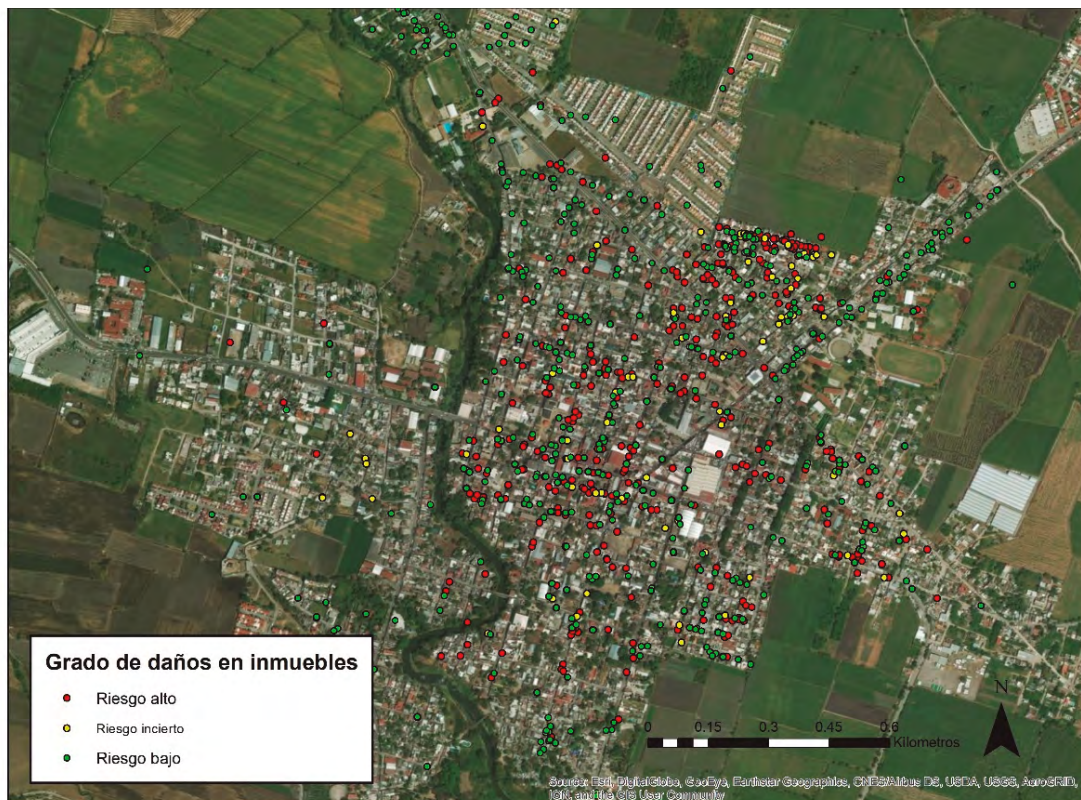 Grado de daños en inmuebles
Riesgo alto
Riesgo incierto
Riesgo bajo
N
0 0.15 0.3 0.45 0.6
Kilometros
Source: Esri, DigitalGlobe, GeoEye, Earthstar Geographics, CNES/Airbus DS, USDA, USGS, AeroGRID,
IGN, and the GIS User Community